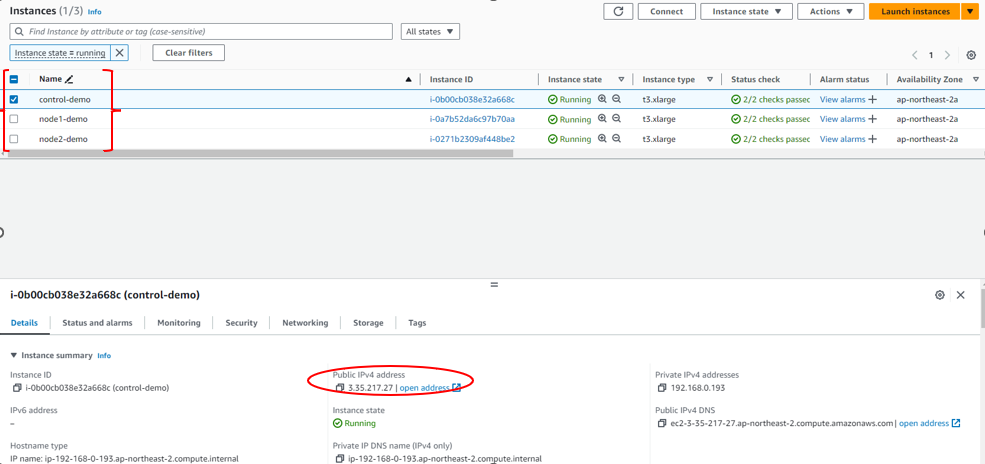 Instances (1/3) Info
Connect Instance state Actions Launch instances
Find Instance by attribute or tag (case-sensitive) All states
Instance state = running Clear filters 1
Name Instance ID Instance state Instance type Status check Alarm status Availability Zone
control-demo i-0b00cb038e32a668c Running t3.xlarge 2/2 checks passed View alarms ap-northeast-2a
node1-demo i-0a7b52da6c97b70aa Running t3.xlarge 2/2 checks passed View alarms ap-northeast-2a
node2-demo i-0271b2309af448be2 Running t3.xlarge 2/2 checks passed View alarms ap-northeast-2a
i-0b00cb038e32a668c (control-demo)
Details Status and alarms Monitoring Security Networking Storage Tags
Instance summary Info
Instance ID Public IPv4 address Private IPv4 addresses
i-0b00cb038e32a668c (control-demo) 3.35.217.27 | open address 192.168.0.193
IPv6 address Instance state Public IPv4 DNS
– Running ec2-3-35-217-27.ap-northeast-2.compute.amazonaws.com | open address
Hostname type Private IP DNS name (IPv4 only)
IP name: ip-192-168-0-193.ap-northeast-2.compute.internal ip-192-168-0-193.ap-northeast-2.compute.internal